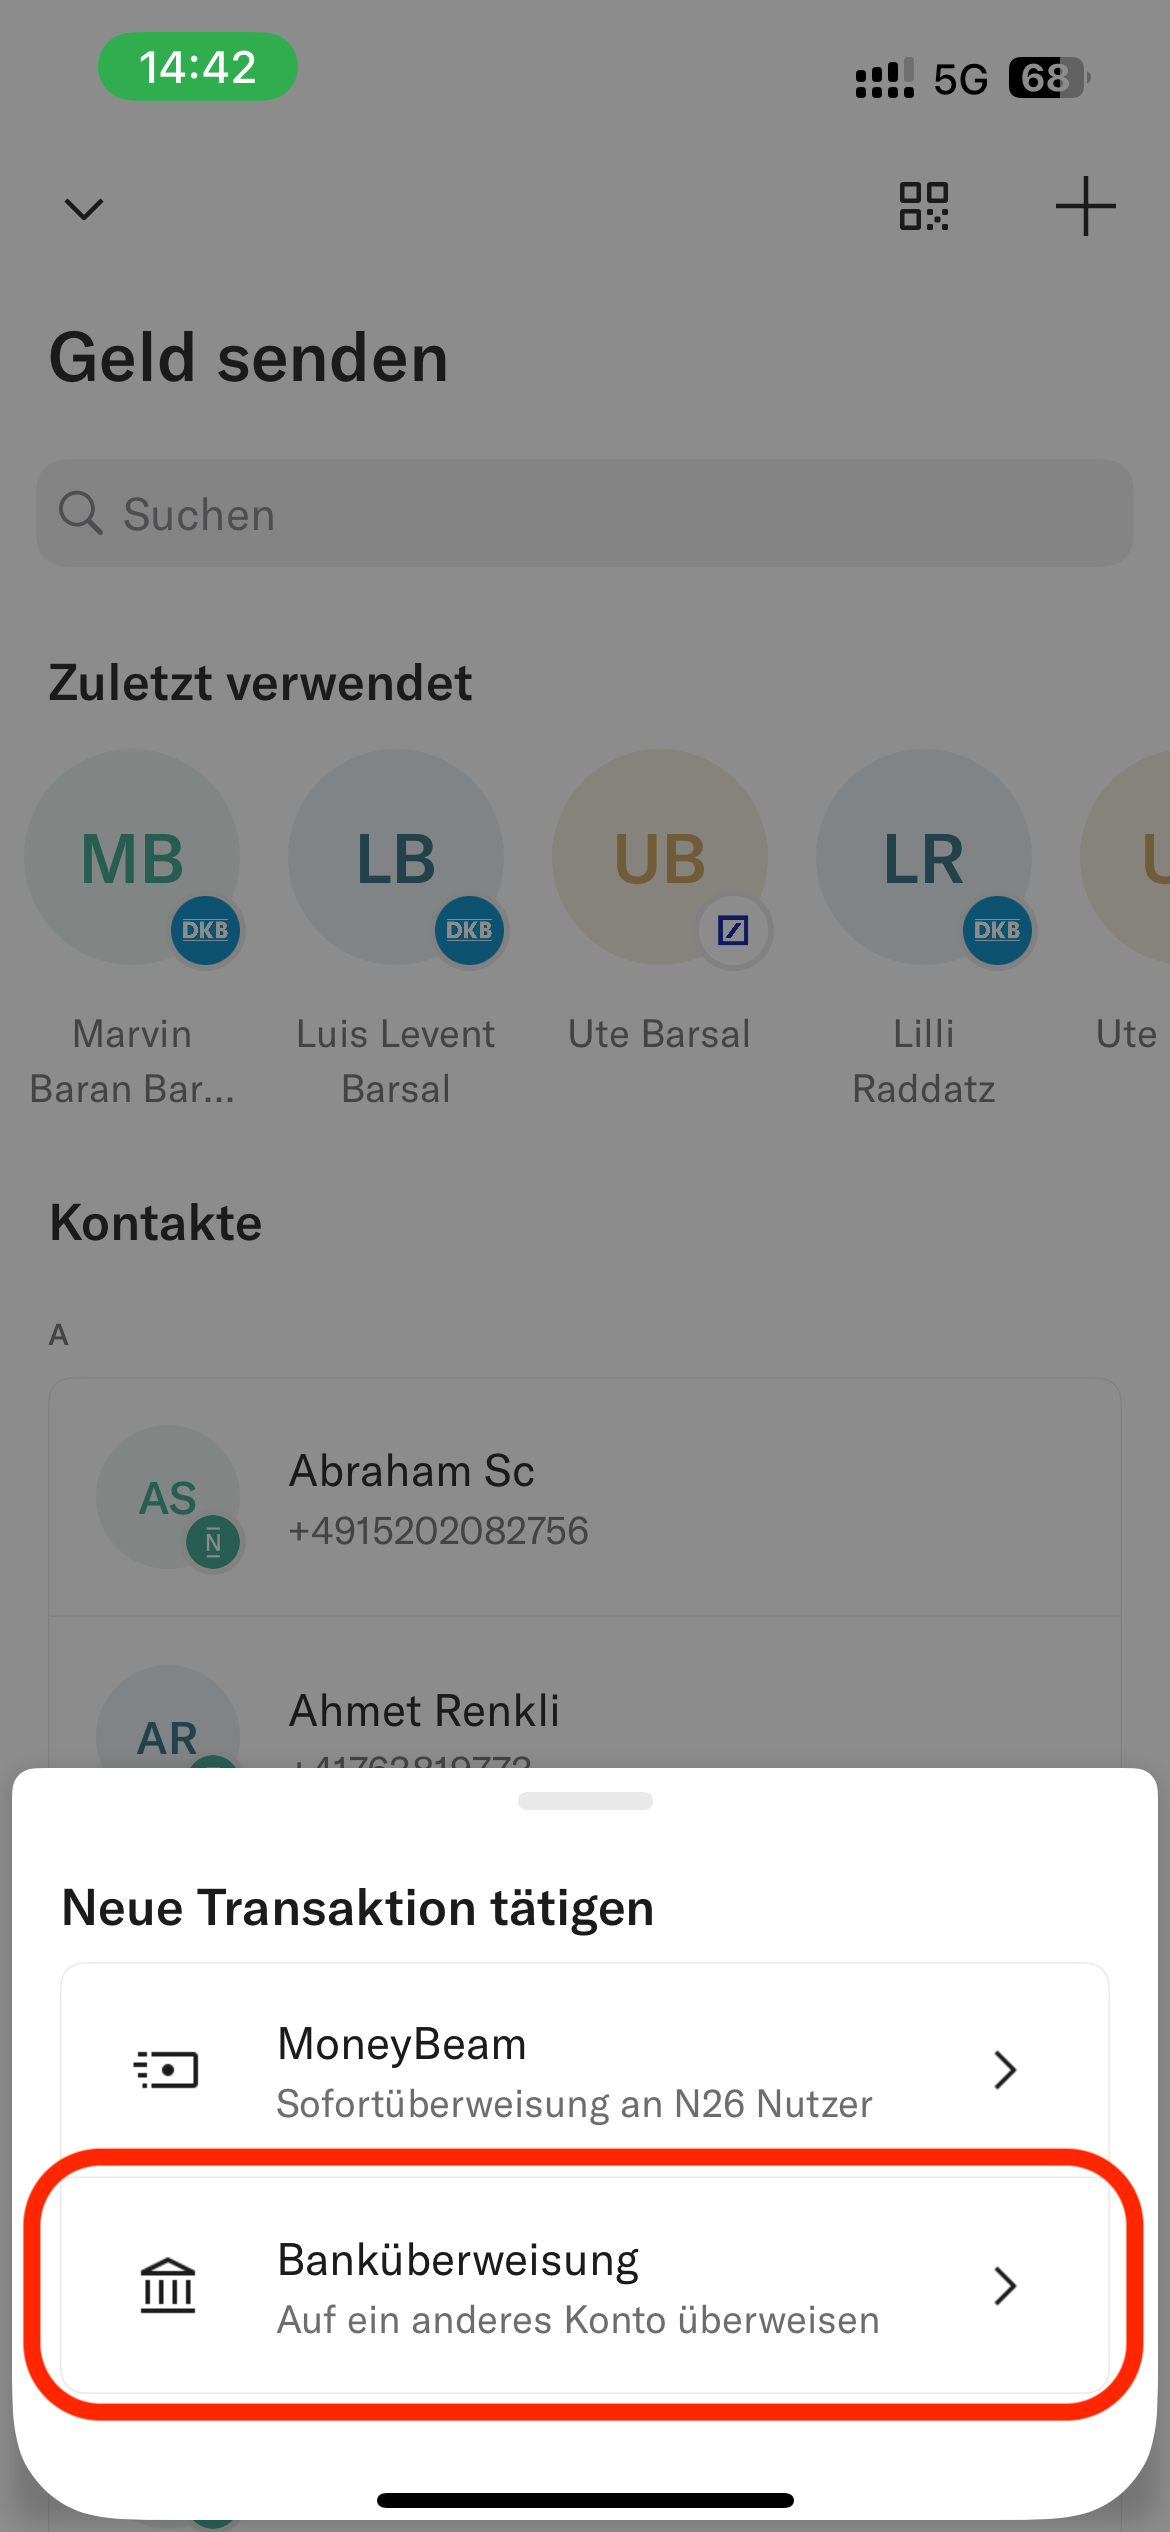 14:42
5G 68
Geld senden
Suchen
Zuletzt verwendet
MB
DKB
LB
DKB
UB
LR
DKB
U
Marvin
Baran Bar...
Luis Levent
Barsal
Ute Barsal
Lilli
Raddatz
Ute
Kontakte
A
AS
N
Abraham Sc
+4915202082756
AR
Ahmet Renkli
Neue Transaktion tätigen
MoneyBeam
Sofortüberweisung an N26 Nutzer
Banküberweisung
Auf ein anderes Konto überweisen